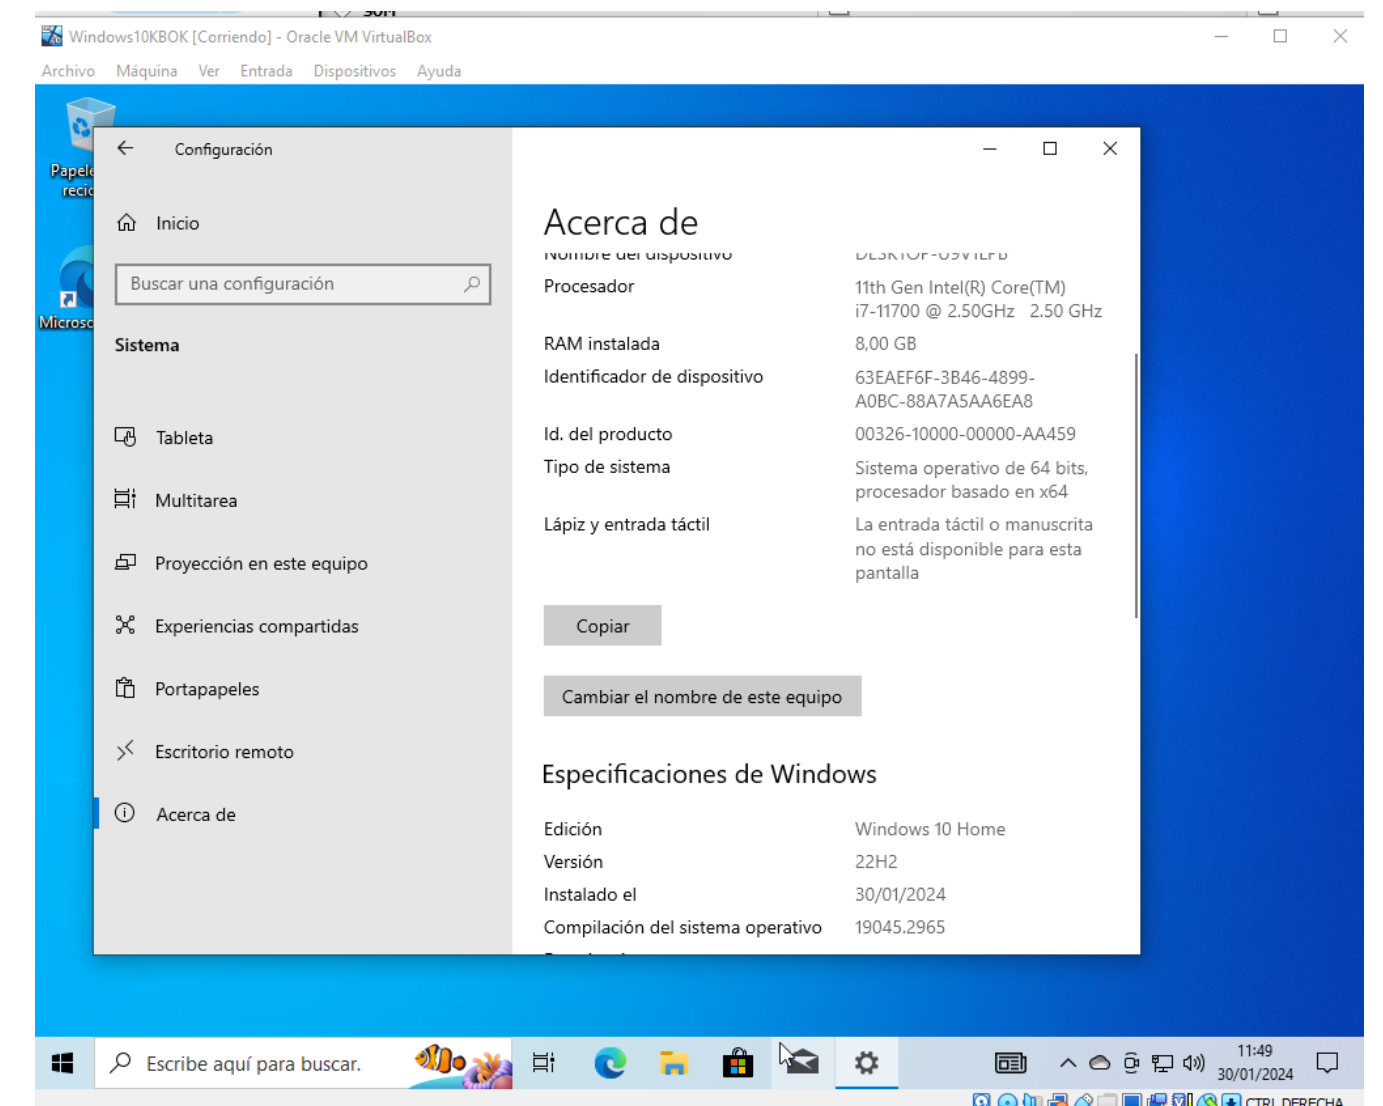 Windows10KBOK [Corriendo] - Oracle VM VirtualBox
Archivo Máquina Ver Entrada Dispositivos Ayuda
Configuración
Inicio
Buscar una configuración
Sistema
Tableta
Multitarea
Proyección en este equipo
Experiencias compartidas
Portapapeles
Escritorio remoto
Acerca de
Acerca de
Nombre del dispositivo
Procesador 11th Gen Intel(R) Core(TM)
i7-11700 @ 2.50GHz 2.50 GHz
RAM instalada 8,00 GB
Identificador de dispositivo 63EAEF6F-3B46-4899-
A0BC-88A7A5AA6EA8
Id. del producto 00326-10000-00000-AA459
Tipo de sistema Sistema operativo de 64 bits,
procesador basado en x64
Lápiz y entrada táctil La entrada táctil o manuscrita
no está disponible para esta
pantalla
Copiar
Cambiar el nombre de este equipo
Especificaciones de Windows
Edición Windows 10 Home
Versión 22H2
Instalado el 30/01/2024
Compilación del sistema operativo 19045.2965
Escribe aquí para buscar.
11:49
30/01/2024
CTRL DERECHA